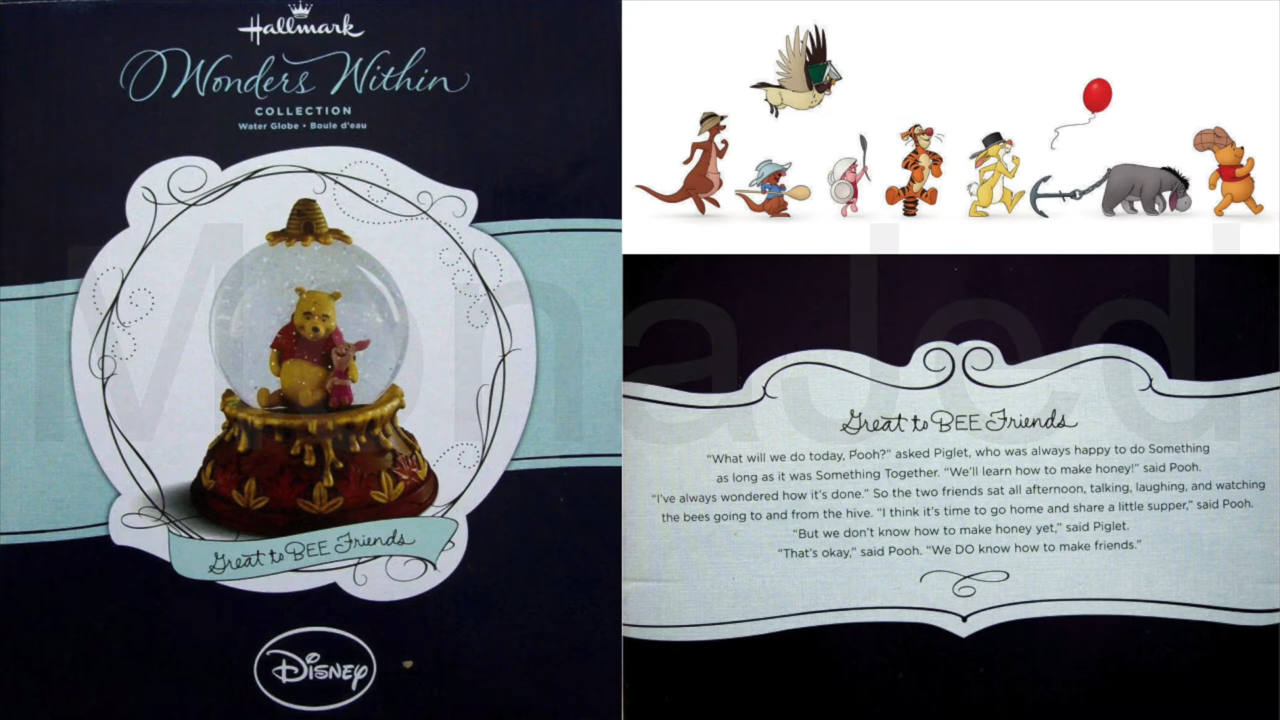 Hallmark
Wonders Within
COLLECTION
Water Globe • Boule d'eau
Great to BEE Friends
Disney
Great to BEE Friends
"What will we do today, Pooh?" asked Piglet, who was always happy to do Something
as long as it was Something Together. "We'll learn how to make honey!" said Pooh.
"I've always wondered how it's done." So the two friends sat all afternoon, talking, laughing, and watching
the bees going to and from the hive. "I think it's time to go home and share a little supper," said Pooh.
"But we don't know how to make honey yet," said Piglet.
"That's okay," said Pooh. "We DO know how to make friends."
MonaJed